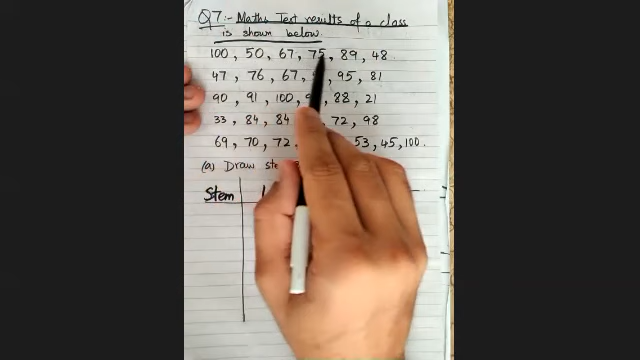 Q7:- Maths Test results of a class
is shown below.
100, 50, 67, 75, 89, 48
47, 76, 67, , 95, 81
90, 91, 100, , 88, 21
33, 84, 84, , 72, 98
69, 70, 72, 53, 45, 100.
(a) Draw
Stem